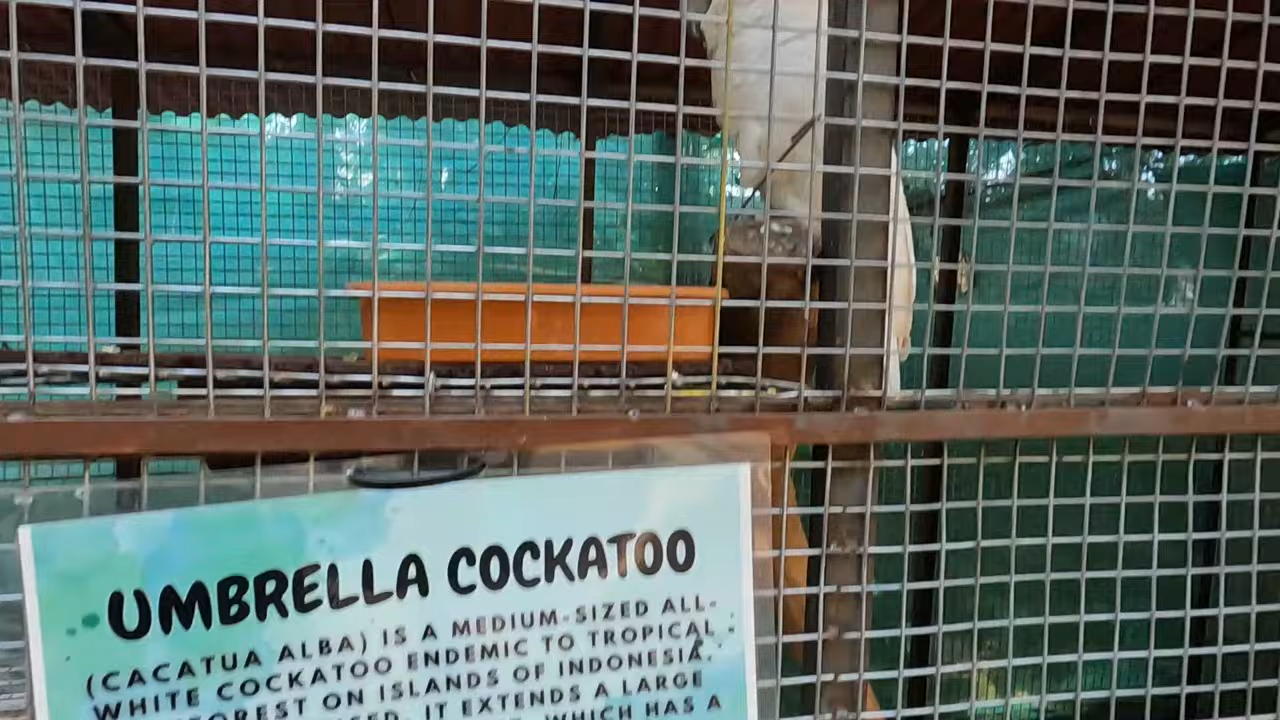 UMBRELLA COCKATOO
(CACATUA ALBA) IS A MEDIUM-SIZED ALL-
WHITE COCKATOO ENDEMIC TO TROPICAL
ON ISLANDS OF INDONESIA.
IT EXTENDS A LARGE
WHICH HAS A